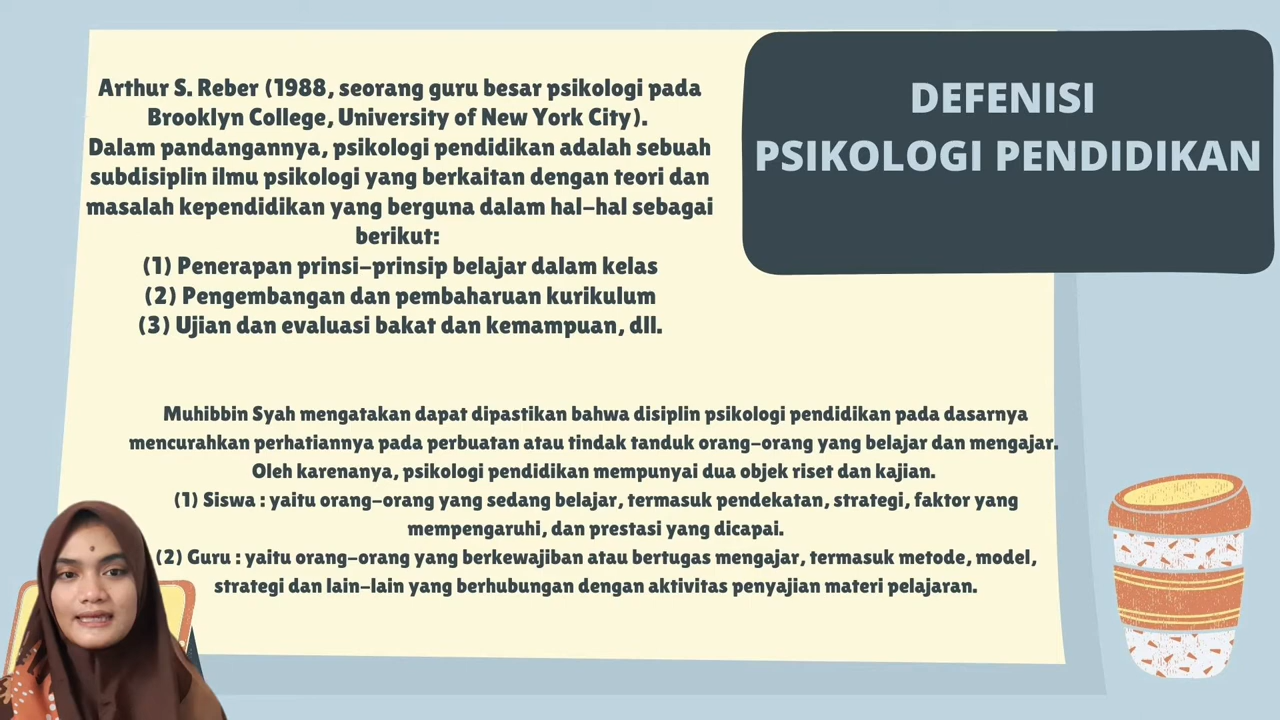 DEFENISI
PSIKOLOGI PENDIDIKAN
Arthur S. Reber (1988, seorang guru besar psikologi pada
Brooklyn College, University of New York City).
Dalam pandangannya, psikologi pendidikan adalah sebuah
subdisiplin ilmu psikologi yang berkaitan dengan teori dan
masalah kependidikan yang berguna dalam hal-hal sebagai
berikut:
(1) Penerapan prinsi-prinsip belajar dalam kelas
(2) Pengembangan dan pembaharuan kurikulum
(3) Ujian dan evaluasi bakat dan kemampuan, dll.
Muhibbin Syah mengatakan dapat dipastikan bahwa disiplin psikologi pendidikan pada dasarnya
mencurahkan perhatiannya pada perbuatan atau tindak tanduk orang-orang yang belajar dan mengajar.
Oleh karenanya, psikologi pendidikan mempunyai dua objek riset dan kajian.
(1) Siswa : yaitu orang-orang yang sedang belajar, termasuk pendekatan, strategi, faktor yang
mempengaruhi, dan prestasi yang dicapai.
(2) Guru : yaitu orang-orang yang berkewajiban atau bertugas mengajar, termasuk metode, model,
strategi dan lain-lain yang berhubungan dengan aktivitas penyajian materi pelajaran.